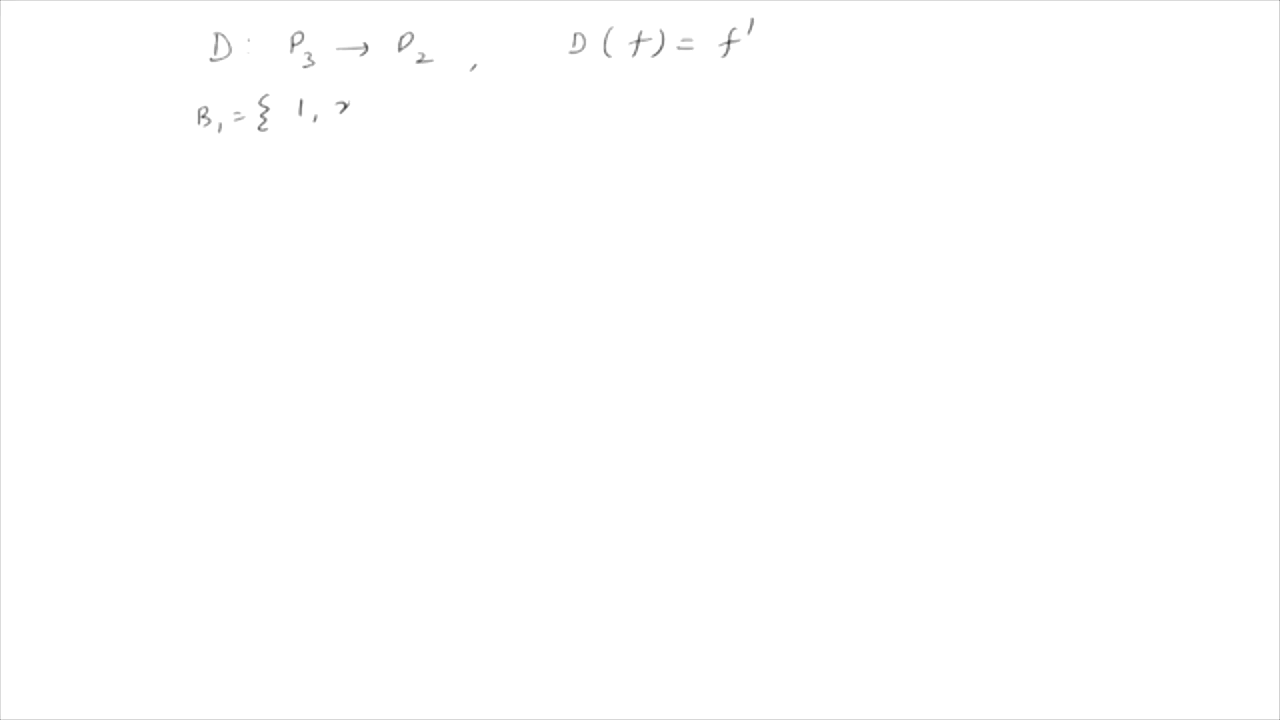 D: P₃ → P₂, D(f) = f'
B₁ = { 1, x